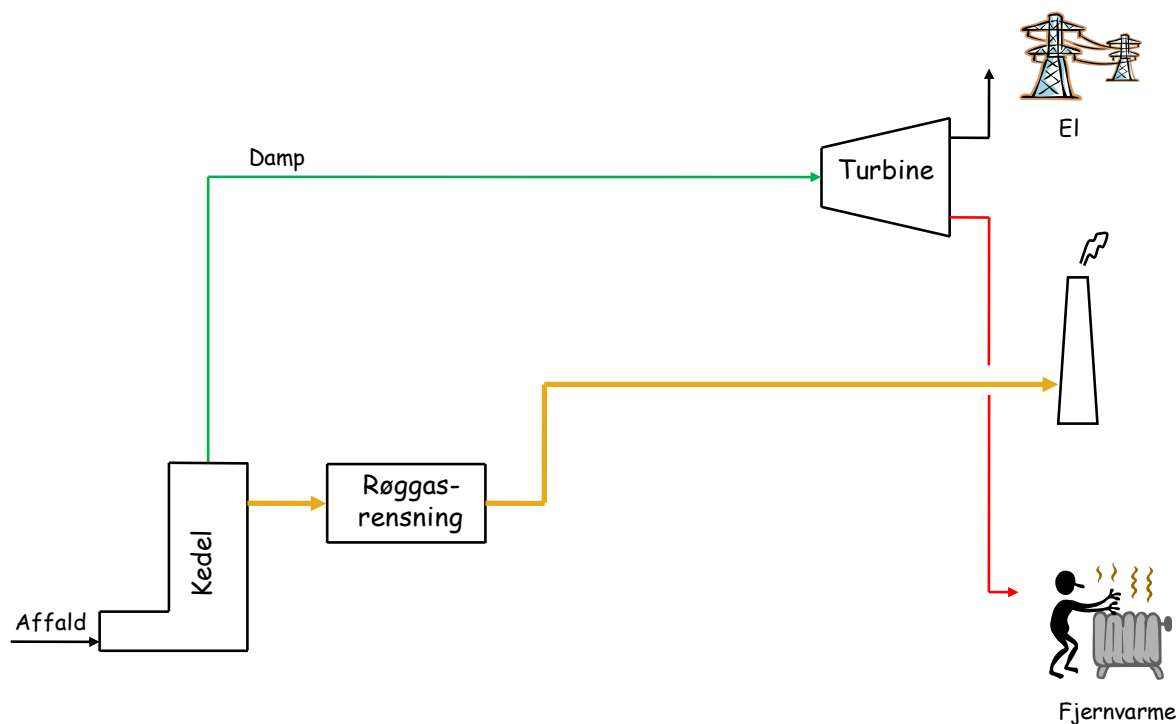 El
Damp
Turbine
Røggas-
rensning
Kedel
Affald
Fjernvarme